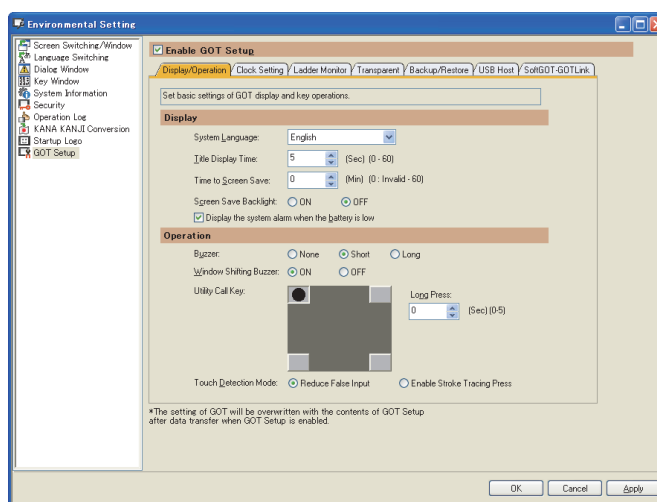 Environmental Setting
Screen Switching/Window
Language Switching
Dialog Window
Key Window
System Information
Security
Operation Log
KANA KANJI Conversion
Startup Logo
GOT Setup
Enable GOT Setup
Display/Operation Clock Setting Ladder Monitor Transparent Backup/Restore USB Host SoftGOT-GOTLink
Set basic settings of GOT display and key operations.
Display
System Language: English
Title Display Time: 5 (Sec) (0 - 60)
Time to Screen Save: 0 (Min) (0 : Invalid - 60)
Screen Save Backlight: ON OFF
Display the system alarm when the battery is low
Operation
Buzzer: None Short Long
Window Shifting Buzzer: ON OFF
Utility Call Key: Long Press:
0 (Sec) (0-5)
Touch Detection Mode: Reduce False Input Enable Stroke Tracing Press
*The setting of GOT will be overwritten with the contents of GOT Setup
after data transfer when GOT Setup is enabled.
OK Cancel Apply